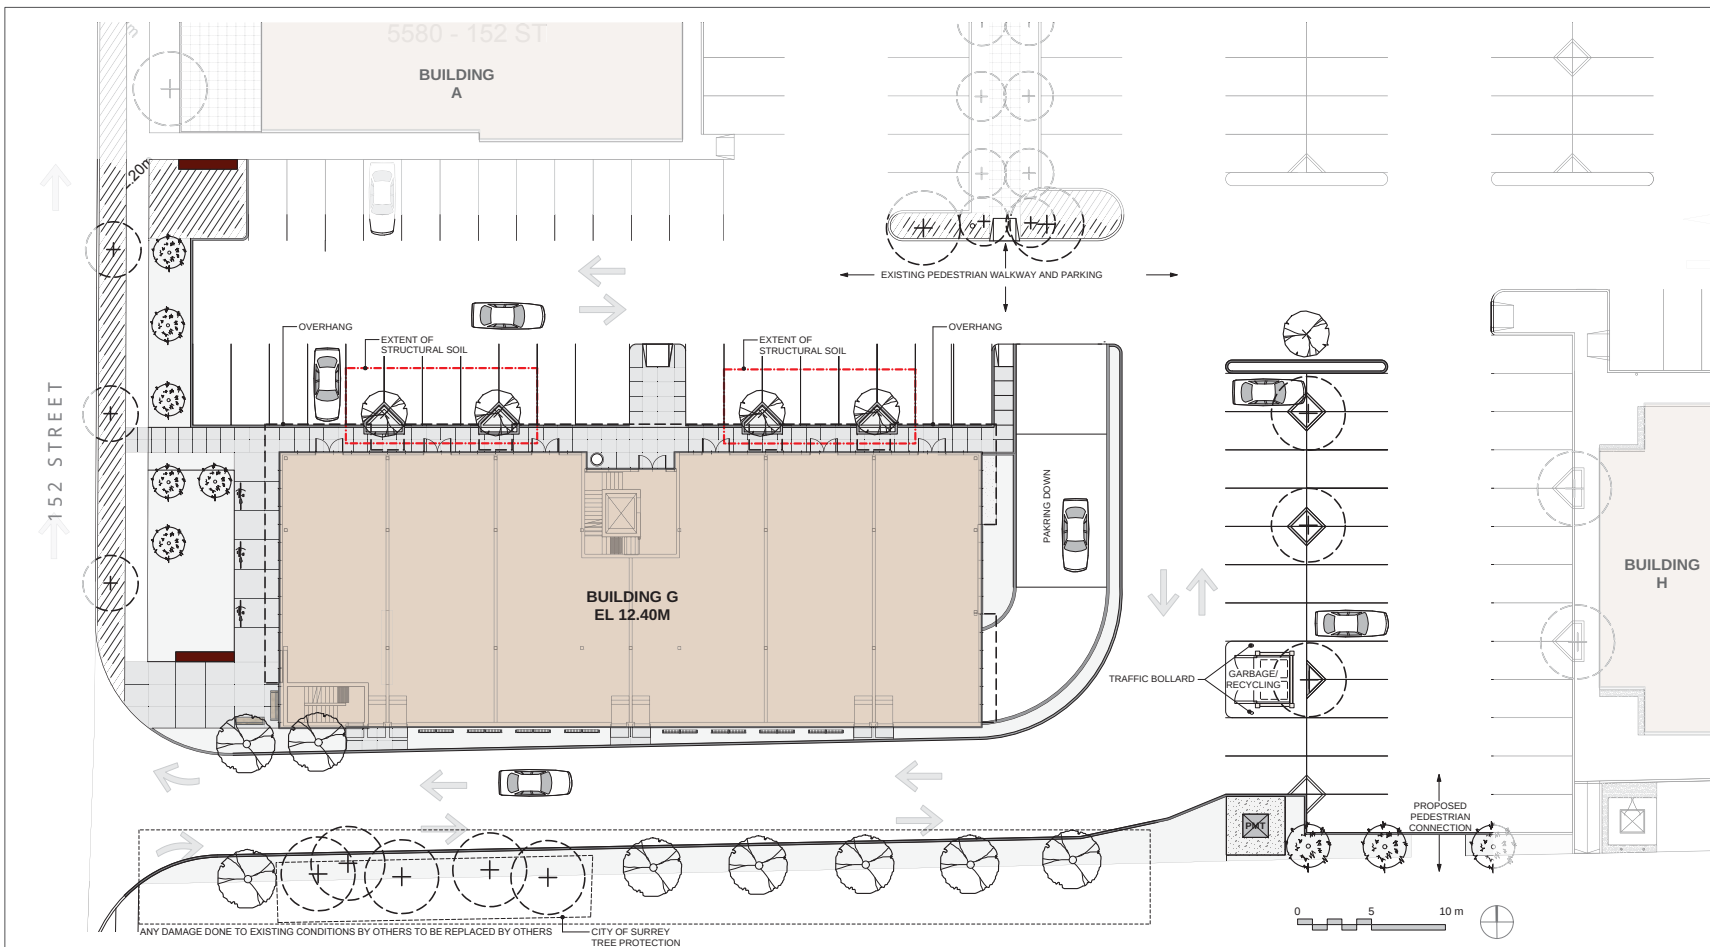 5580 - 152 ST
BUILDING
A
.20m
EXISTING PEDESTRIAN WALKWAY AND PARKING
OVERHANG
EXTENT OF
STRUCTURAL SOIL
EXTENT OF
STRUCTURAL SOIL
OVERHANG
152 STREET
PAKRING DOWN
BUILDING G
EL 12.40M
BUILDING
H
TRAFFIC BOLLARD
GARBAGE/
RECYCLING
PMT
PROPOSED
PEDESTRIAN
CONNECTION
0 5 10 m
ANY DAMAGE DONE TO EXISTING CONDITIONS BY OTHERS TO BE REPLACED BY OTHERS
CITY OF SURREY
TREE PROTECTION